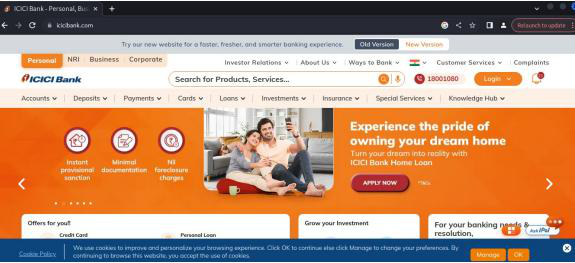 ICICI Bank - Personal, Bus
icicibank.com
Relaunch to update
Try our new website for a faster, fresher, and smarter banking experience. Old Version New Version
Personal NRI Business Corporate
Investor Relations About Us Ways to Bank Customer Services Complaints
ICICI Bank
Search for Products, Services...
18001080
Login
Accounts Deposits Payments Cards Loans Investments Insurance Special Services Knowledge Hub
Experience the pride of
owning your dream home
Turn your dream into reality with
ICICI Bank Home Loan
Instant
provisional
sanction
Minimal
documentation
Nil
foreclosure
charges
APPLY NOW
*T&Cs
Offers for you!!
Credit Card
Personal Loan
Grow your Investment
For your banking needs &
resolution,
Ask iPal
Cookie Policy
We use cookies to improve and personalize your browsing experience. Click OK to continue else click Manage to change your preferences. By
continuing to browse this website, you accept the use of cookies.
Manage OK